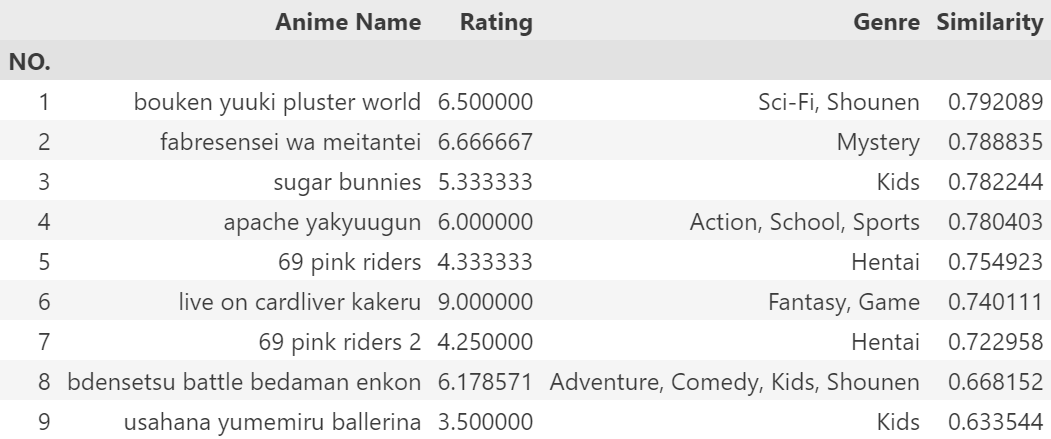 Anime Name Rating Genre Similarity
NO.
1 bouken yuuki pluster world 6.500000 Sci-Fi, Shounen 0.792089
2 fabresensei wa meitantei 6.666667 Mystery 0.788835
3 sugar bunnies 5.333333 Kids 0.782244
4 apache yakyuugun 6.000000 Action, School, Sports 0.780403
5 69 pink riders 4.333333 Hentai 0.754923
6 live on cardliver kakeru 9.000000 Fantasy, Game 0.740111
7 69 pink riders 2 4.250000 Hentai 0.722958
8 bdensetsu battle bedaman enkon 6.178571 Adventure, Comedy, Kids, Shounen 0.668152
9 usahana yumemiru ballerina 3.500000 Kids 0.633544